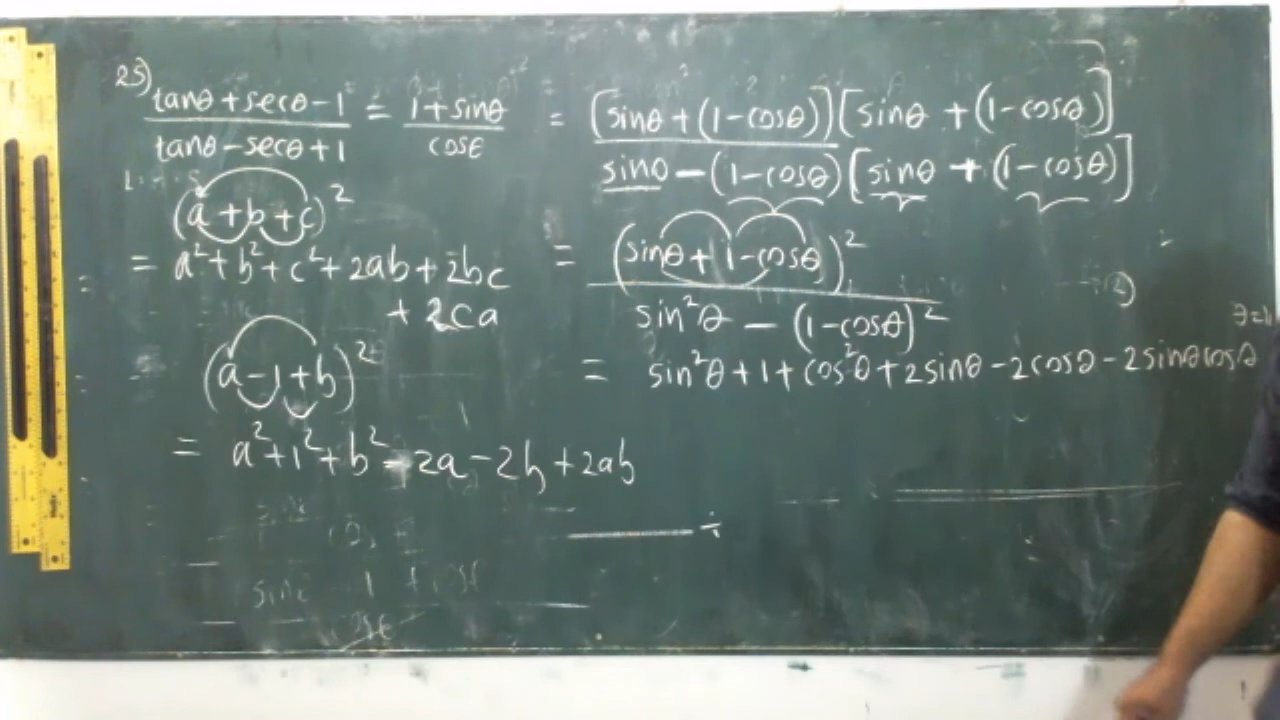 25) tanθ + secθ - 1 / tanθ - secθ + 1 = 1 + sinθ / cosθ
(a + b + c)²
= a² + b² + c² + 2ab + 2bc
+ 2ca
(a - 1 + b)²
= a² + 1² + b² - 2a - 2b + 2ab
= [sinθ + (1 - cosθ)] [sinθ + (1 - cosθ)]
sinθ - (1 - cosθ) [sinθ + (1 - cosθ)]
= (sinθ + 1 - cosθ)²
sin²θ - (1 - cosθ)²
= sin²θ + 1 + cos²θ + 2sinθ - 2cosθ - 2sinθcosθ